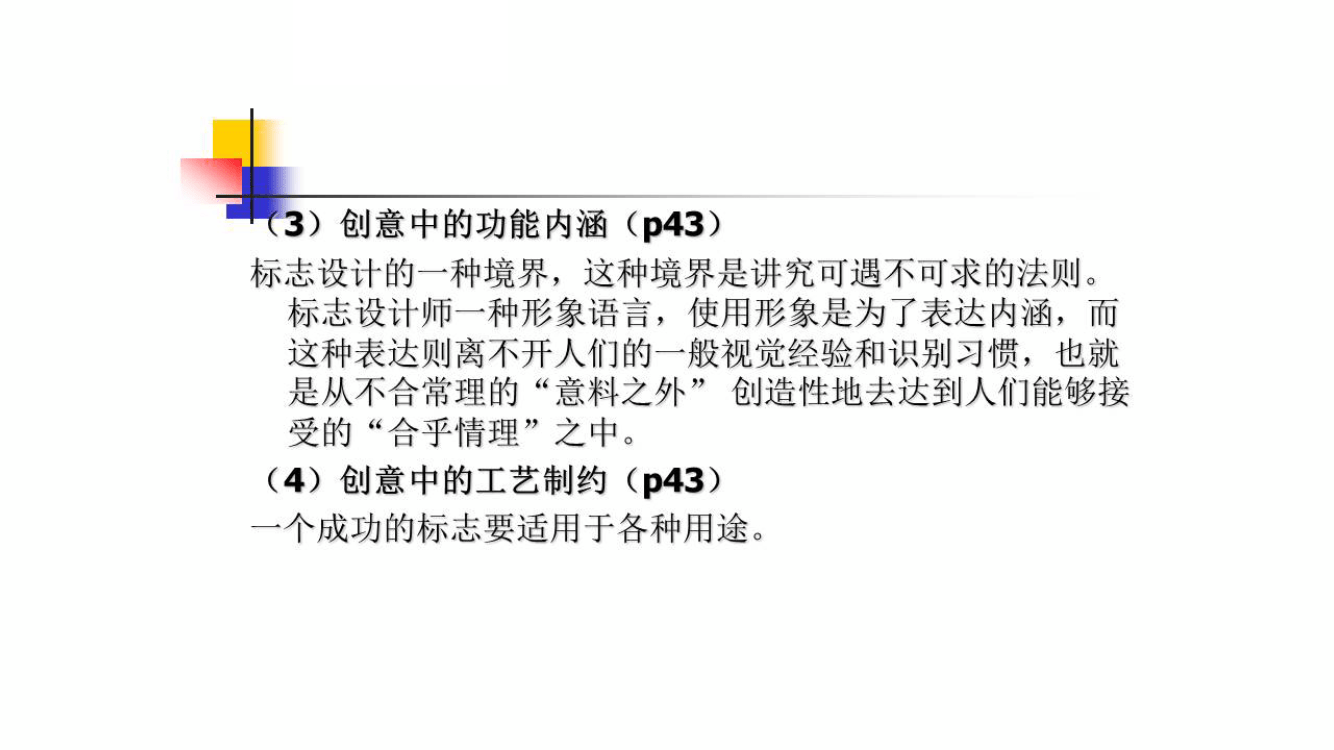 （3）创意中的功能内涵（p43）
标志设计的一种境界，这种境界是讲究可遇不可求的法则。
标志设计师一种形象语言，使用形象是为了表达内涵，而
这种表达则离不开人们的一般视觉经验和识别习惯，也就
是从不合常理的“意料之外” 创造性地去达到人们能够接
受的“合乎情理”之中。
（4）创意中的工艺制约（p43）
一个成功的标志要适用于各种用途。